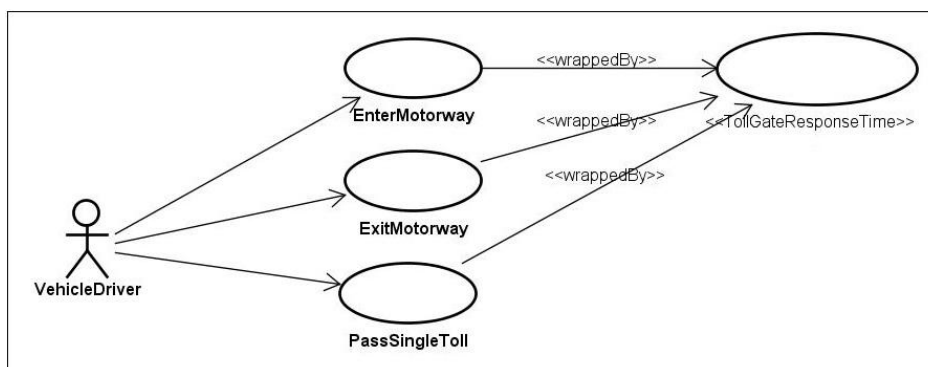 <<wrappedBy>>
EnterMotorway
<<TollGateResponseTime>>
<<wrappedBy>>
<<wrappedBy>>
ExitMotorway
VehicleDriver
PassSingleToll